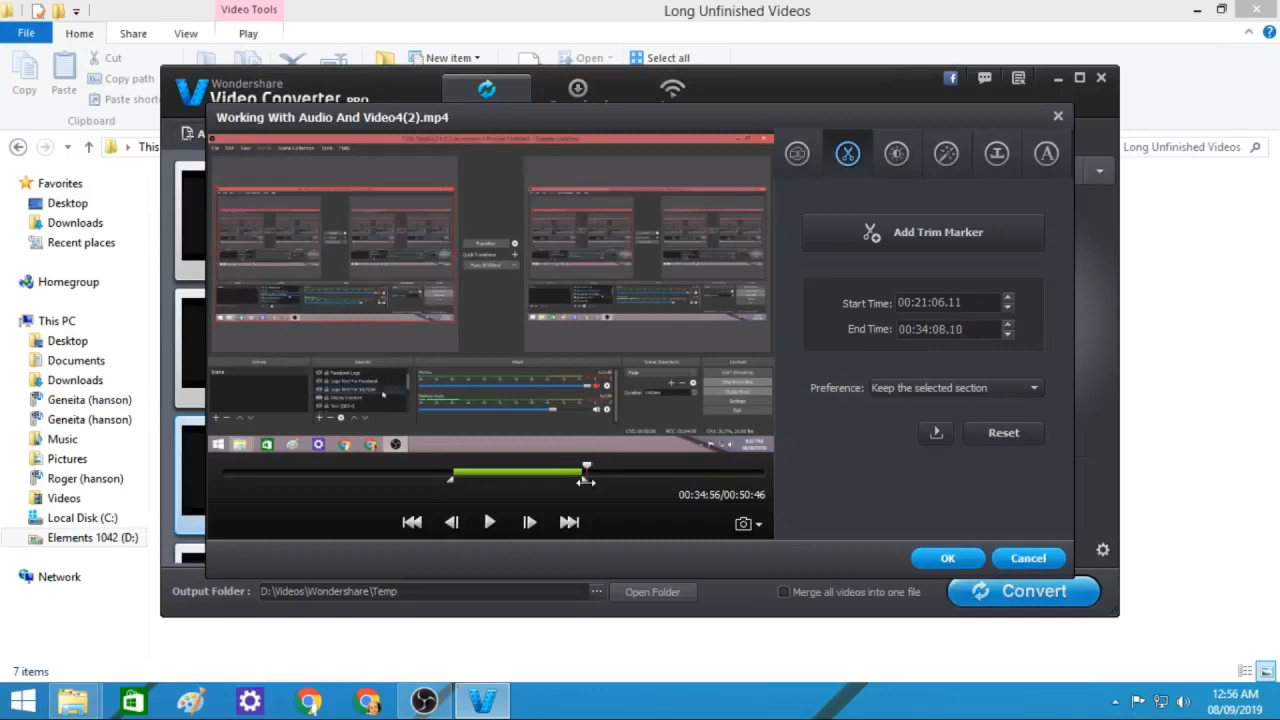 Video Tools
Long Unfinished Videos
File
Home
Share
View
Play
Copy
Paste
Cut
Copy path
Paste short
Clipboard
New item
Open
Select all
Wondershare
Video Converter PRO
Working With Audio And Video4(2).mp4
This
Long Unfinished Videos
Favorites
Desktop
Downloads
Recent places
Homegroup
This PC
Desktop
Documents
Downloads
Geneita (hanson)
Geneita (hanson)
Music
Pictures
Roger (hanson)
Videos
Local Disk (C:)
Elements 1042 (D:)
Network
Add Trim Marker
Start Time: 00:21:06.11
End Time: 00:34:08.10
Preference: Keep the selected section
Reset
00:34:56/00:50:46
OK
Cancel
Output Folder: D:\Videos\Wondershare\Temp
Open Folder
Merge all videos into one file
Convert
7 items
12:56 AM
08/09/2019